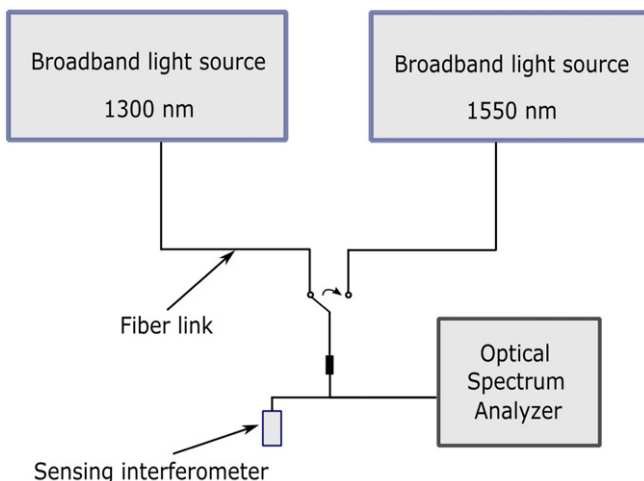 Broadband light source
1300 nm
Broadband light source
1550 nm
Fiber link
Optical
Spectrum
Analyzer
Sensing interferometer